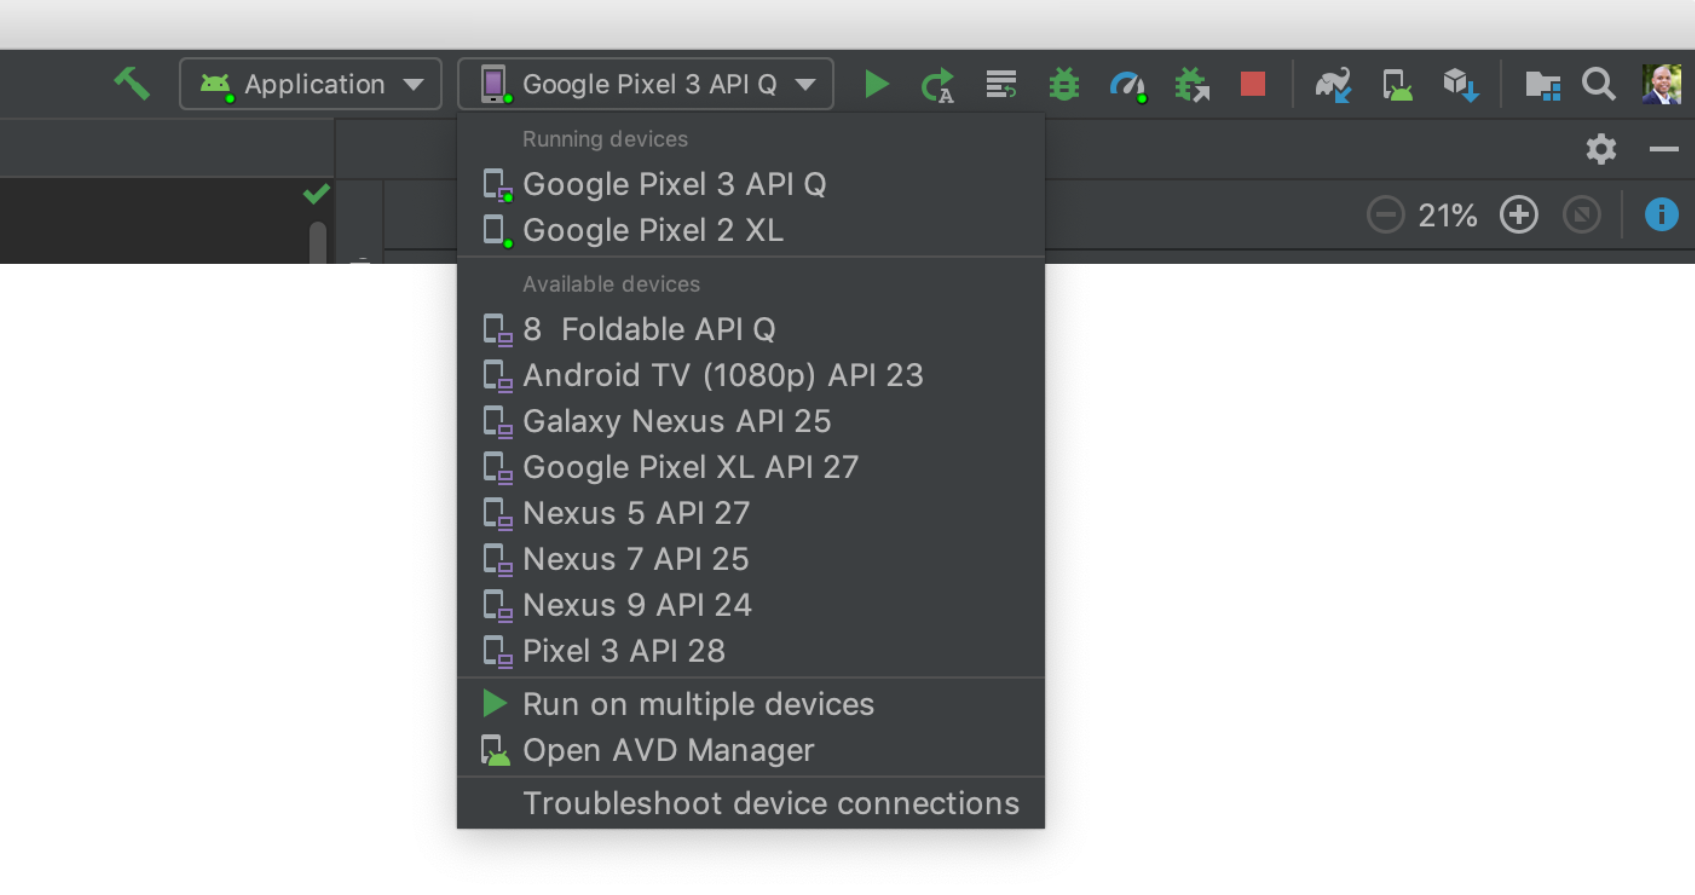 Application
Google Pixel 3 API Q
A
Running devices
Google Pixel 3 API Q
Google Pixel 2 XL
21%
Available devices
8  Foldable API Q
Android TV (1080p) API 23
Galaxy Nexus API 25
Google Pixel XL API 27
Nexus 5 API 27
Nexus 7 API 25
Nexus 9 API 24
Pixel 3 API 28
Run on multiple devices
Open AVD Manager
Troubleshoot device connections